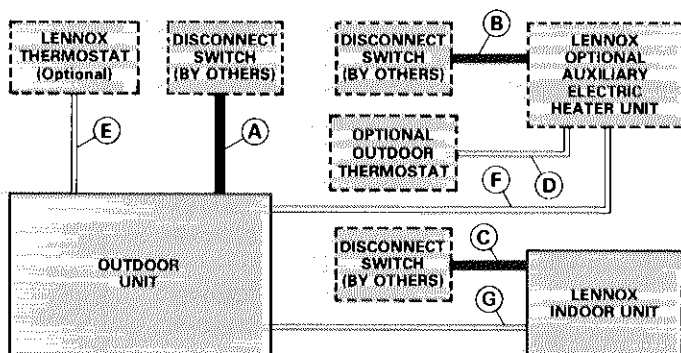 LENNOX
THERMOSTAT
(Optional)
DISCONNECT
SWITCH
(BY OTHERS)
DISCONNECT
SWITCH
(BY OTHERS)
B
LENNOX
OPTIONAL
AUXILIARY
ELECTRIC
HEATER UNIT
E
A
OPTIONAL
OUTDOOR
THERMOSTAT
D
F
OUTDOOR
UNIT
DISCONNECT
SWITCH
(BY OTHERS)
C
G
LENNOX
INDOOR UNIT